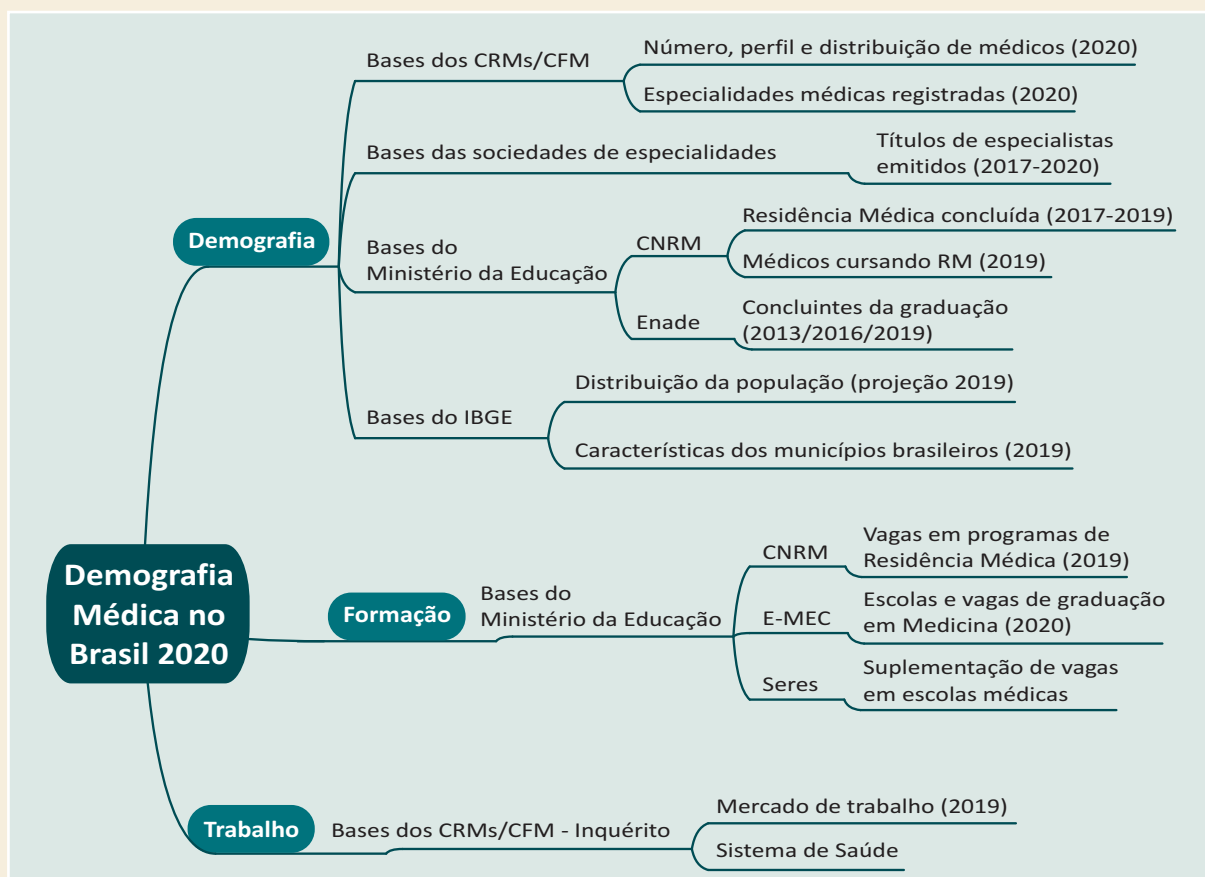 Demografia
Médica no
Brasil 2020
Demografia
Bases dos CRMs/CFM
Número, perfil e distribuição de médicos (2020)
Especialidades médicas registradas (2020)
Bases das sociedades de especialidades
Títulos de especialistas
emitidos (2017-2020)
Bases do
Ministério da Educação
CNRM
Residência Médica concluída (2017-2019)
Médicos cursando RM (2019)
Enade
Concluintes da graduação
(2013/2016/2019)
Bases do IBGE
Distribuição da população (projeção 2019)
Características dos municípios brasileiros (2019)
Formação
Bases do
Ministério da Educação
CNRM
Vagas em programas de
Residência Médica (2019)
E-MEC
Escolas e vagas de graduação
em Medicina (2020)
Seres
Suplementação de vagas
em escolas médicas
Trabalho
Bases dos CRMs/CFM - Inquérito
Mercado de trabalho (2019)
Sistema de Saúde